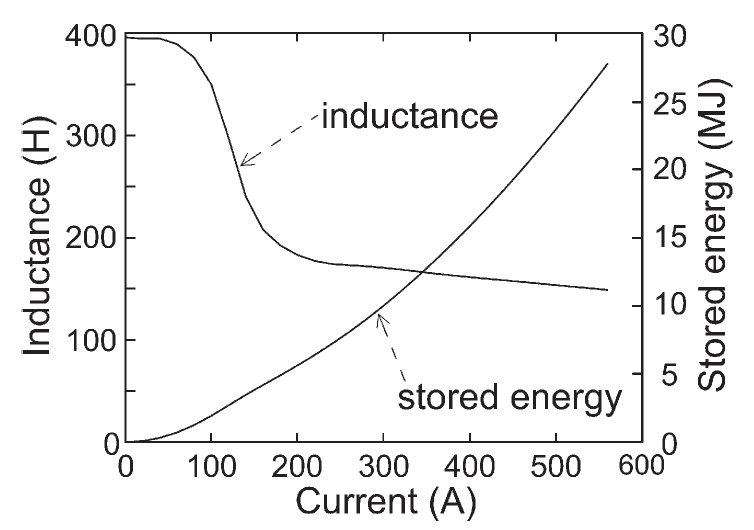 400
300
200
100
0
Inductance (H)
30
25
20
15
10
5
0
Stored energy (MJ)
inductance
stored energy
0 100 200 300 400 500 600
Current (A)